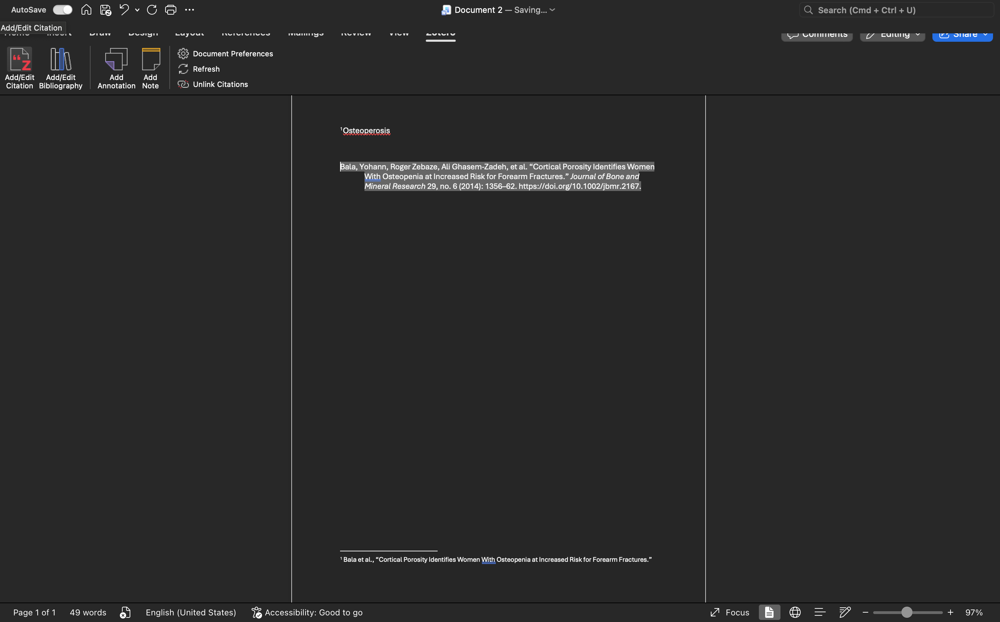 AutoSave
Document 2 — Saving...
Search (Cmd + Ctrl + U)
Add/Edit Citation
Home Insert Draw Design Layout References Mailings Review View Zotero
Comments Editing Share
Add/Edit Citation
Add/Edit Bibliography
Add Annotation
Add Note
Document Preferences
Refresh
Unlink Citations
1Osteoperosis
Bala, Yohann, Roger Zebaze, Ali Ghasem-Zadeh, et al. “Cortical Porosity Identifies Women
With Osteopenia at Increased Risk for Forearm Fractures.” Journal of Bone and
Mineral Research 29, no. 6 (2014): 1356–62. https://doi.org/10.1002/jbmr.2167.
1 Bala et al., “Cortical Porosity Identifies Women With Osteopenia at Increased Risk for Forearm Fractures.”
Page 1 of 1 49 words English (United States) Accessibility: Good to go Focus 97%